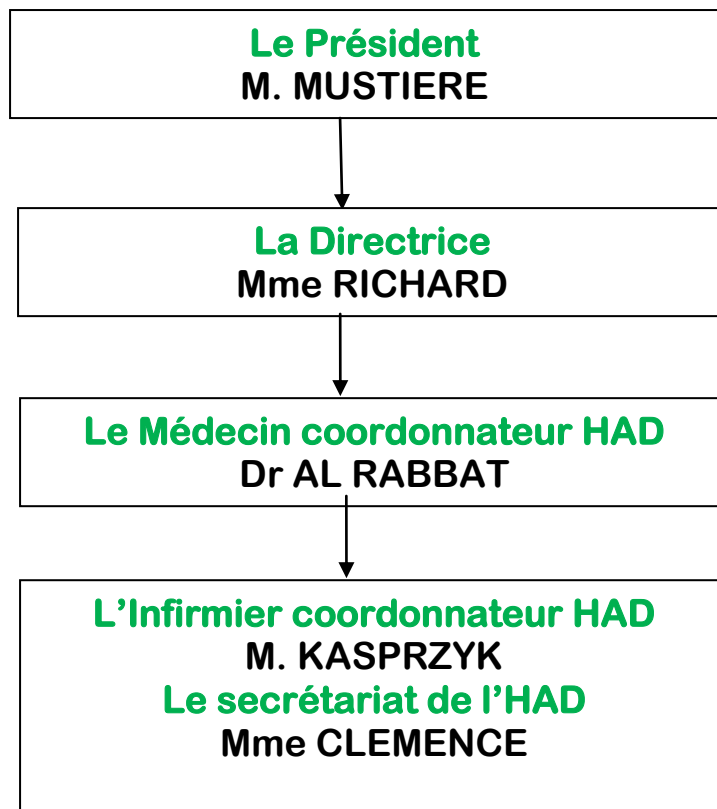 Le Président
M. MUSTIERE
La Directrice
Mme RICHARD
Le Médecin coordonnateur HAD
Dr AL RABBAT
L’Infirmier coordonnateur HAD
M. KASPRZYK
Le secrétariat de l’HAD
Mme CLEMENCE